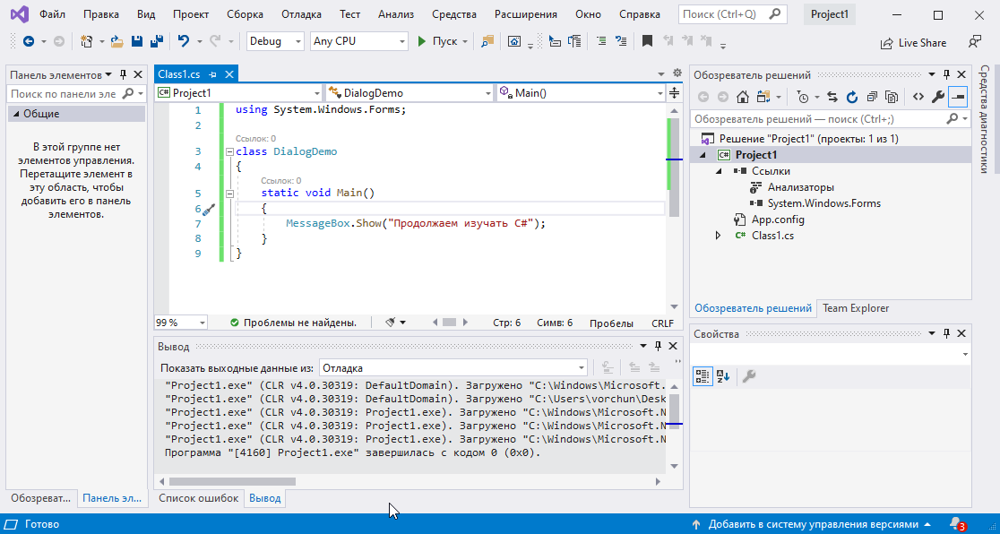 Файл Правка Вид Проект Сборка Отладка Тест Анализ Средства Расширения Окно Справка Поиск (Ctrl+Q) Project1
Debug Any CPU Пуск Live Share
Панель элементов
Поиск по панели эле
Общие
В этой группе нет
элементов управления.
Перетащите элемент в
эту область, чтобы
добавить его в панель
элементов.
Обозреват... Панель эл...
Class1.cs
C# Project1 DialogDemo Main()
1 using System.Windows.Forms;
2
Ссылок: 0
3 class DialogDemo
4 {
Ссылок: 0
5 static void Main()
6 {
7 MessageBox.Show("Продолжаем изучать C#");
8 }
9 }
99 % Проблемы не найдены. Стр: 6 Симв: 6 Пробелы CRLF
Вывод
Показать выходные данные из: Отладка
"Project1.exe" (CLR v4.0.30319: DefaultDomain). Загружено "C:\Windows\Microsoft.
"Project1.exe" (CLR v4.0.30319: DefaultDomain). Загружено "C:\Users\vorchun\Desk
"Project1.exe" (CLR v4.0.30319: Project1.exe). Загружено "C:\Windows\Microsoft.N
"Project1.exe" (CLR v4.0.30319: Project1.exe). Загружено "C:\Windows\Microsoft.N
"Project1.exe" (CLR v4.0.30319: Project1.exe). Загружено "C:\Windows\Microsoft.N
Программа "[4160] Project1.exe" завершилась с кодом 0 (0x0).
Список ошибок Вывод
Обозреватель решений
Обозреватель решений — поиск (Ctrl+;)
Решение "Project1" (проекты: 1 из 1)
C# Project1
Ссылки
Анализаторы
System.Windows.Forms
App.config
C# Class1.cs
Обозреватель решений Team Explorer
Свойства
Средства диагностики
Готово Добавить в систему управления версиями 3